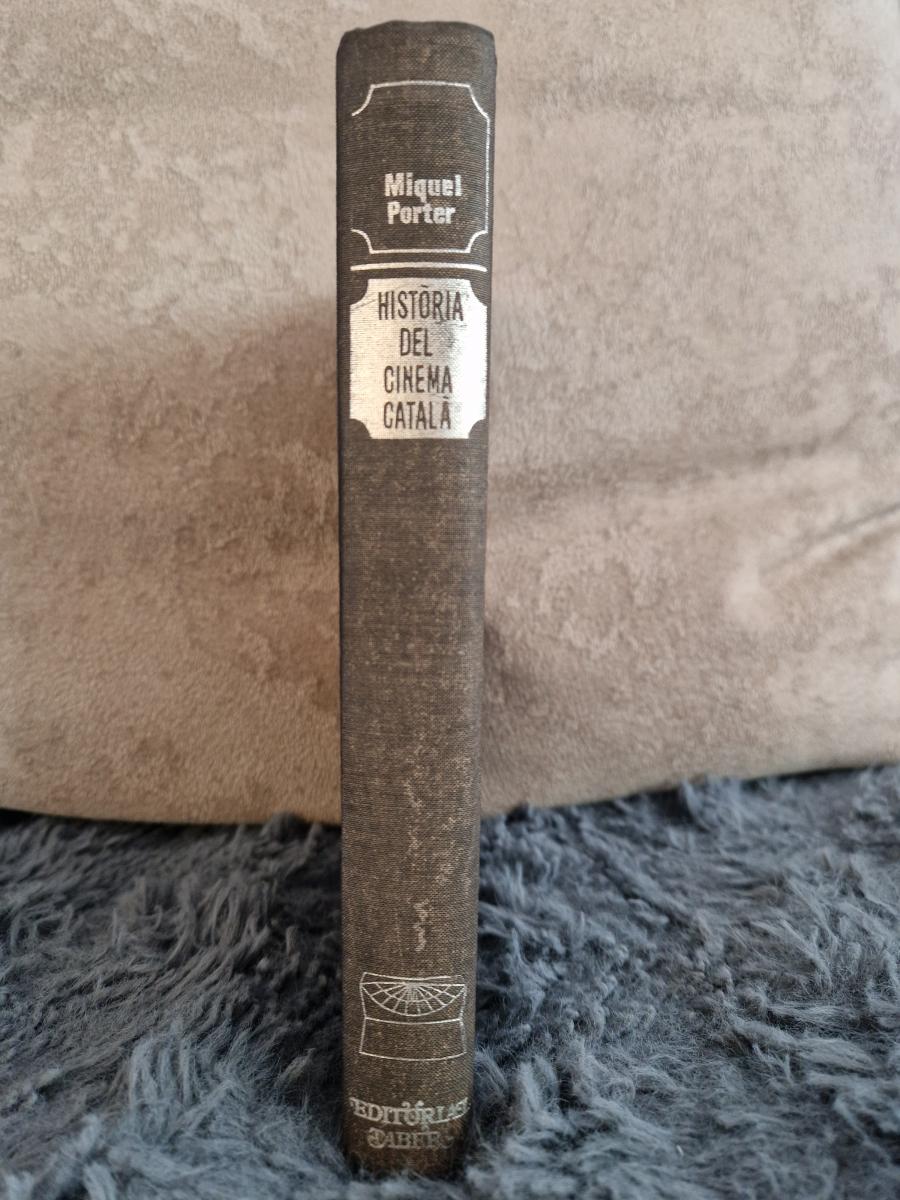 Miquel
Porter
HISTÒRIA
DEL
CINEMA
CATALÀ
EDITORIAL
TABER